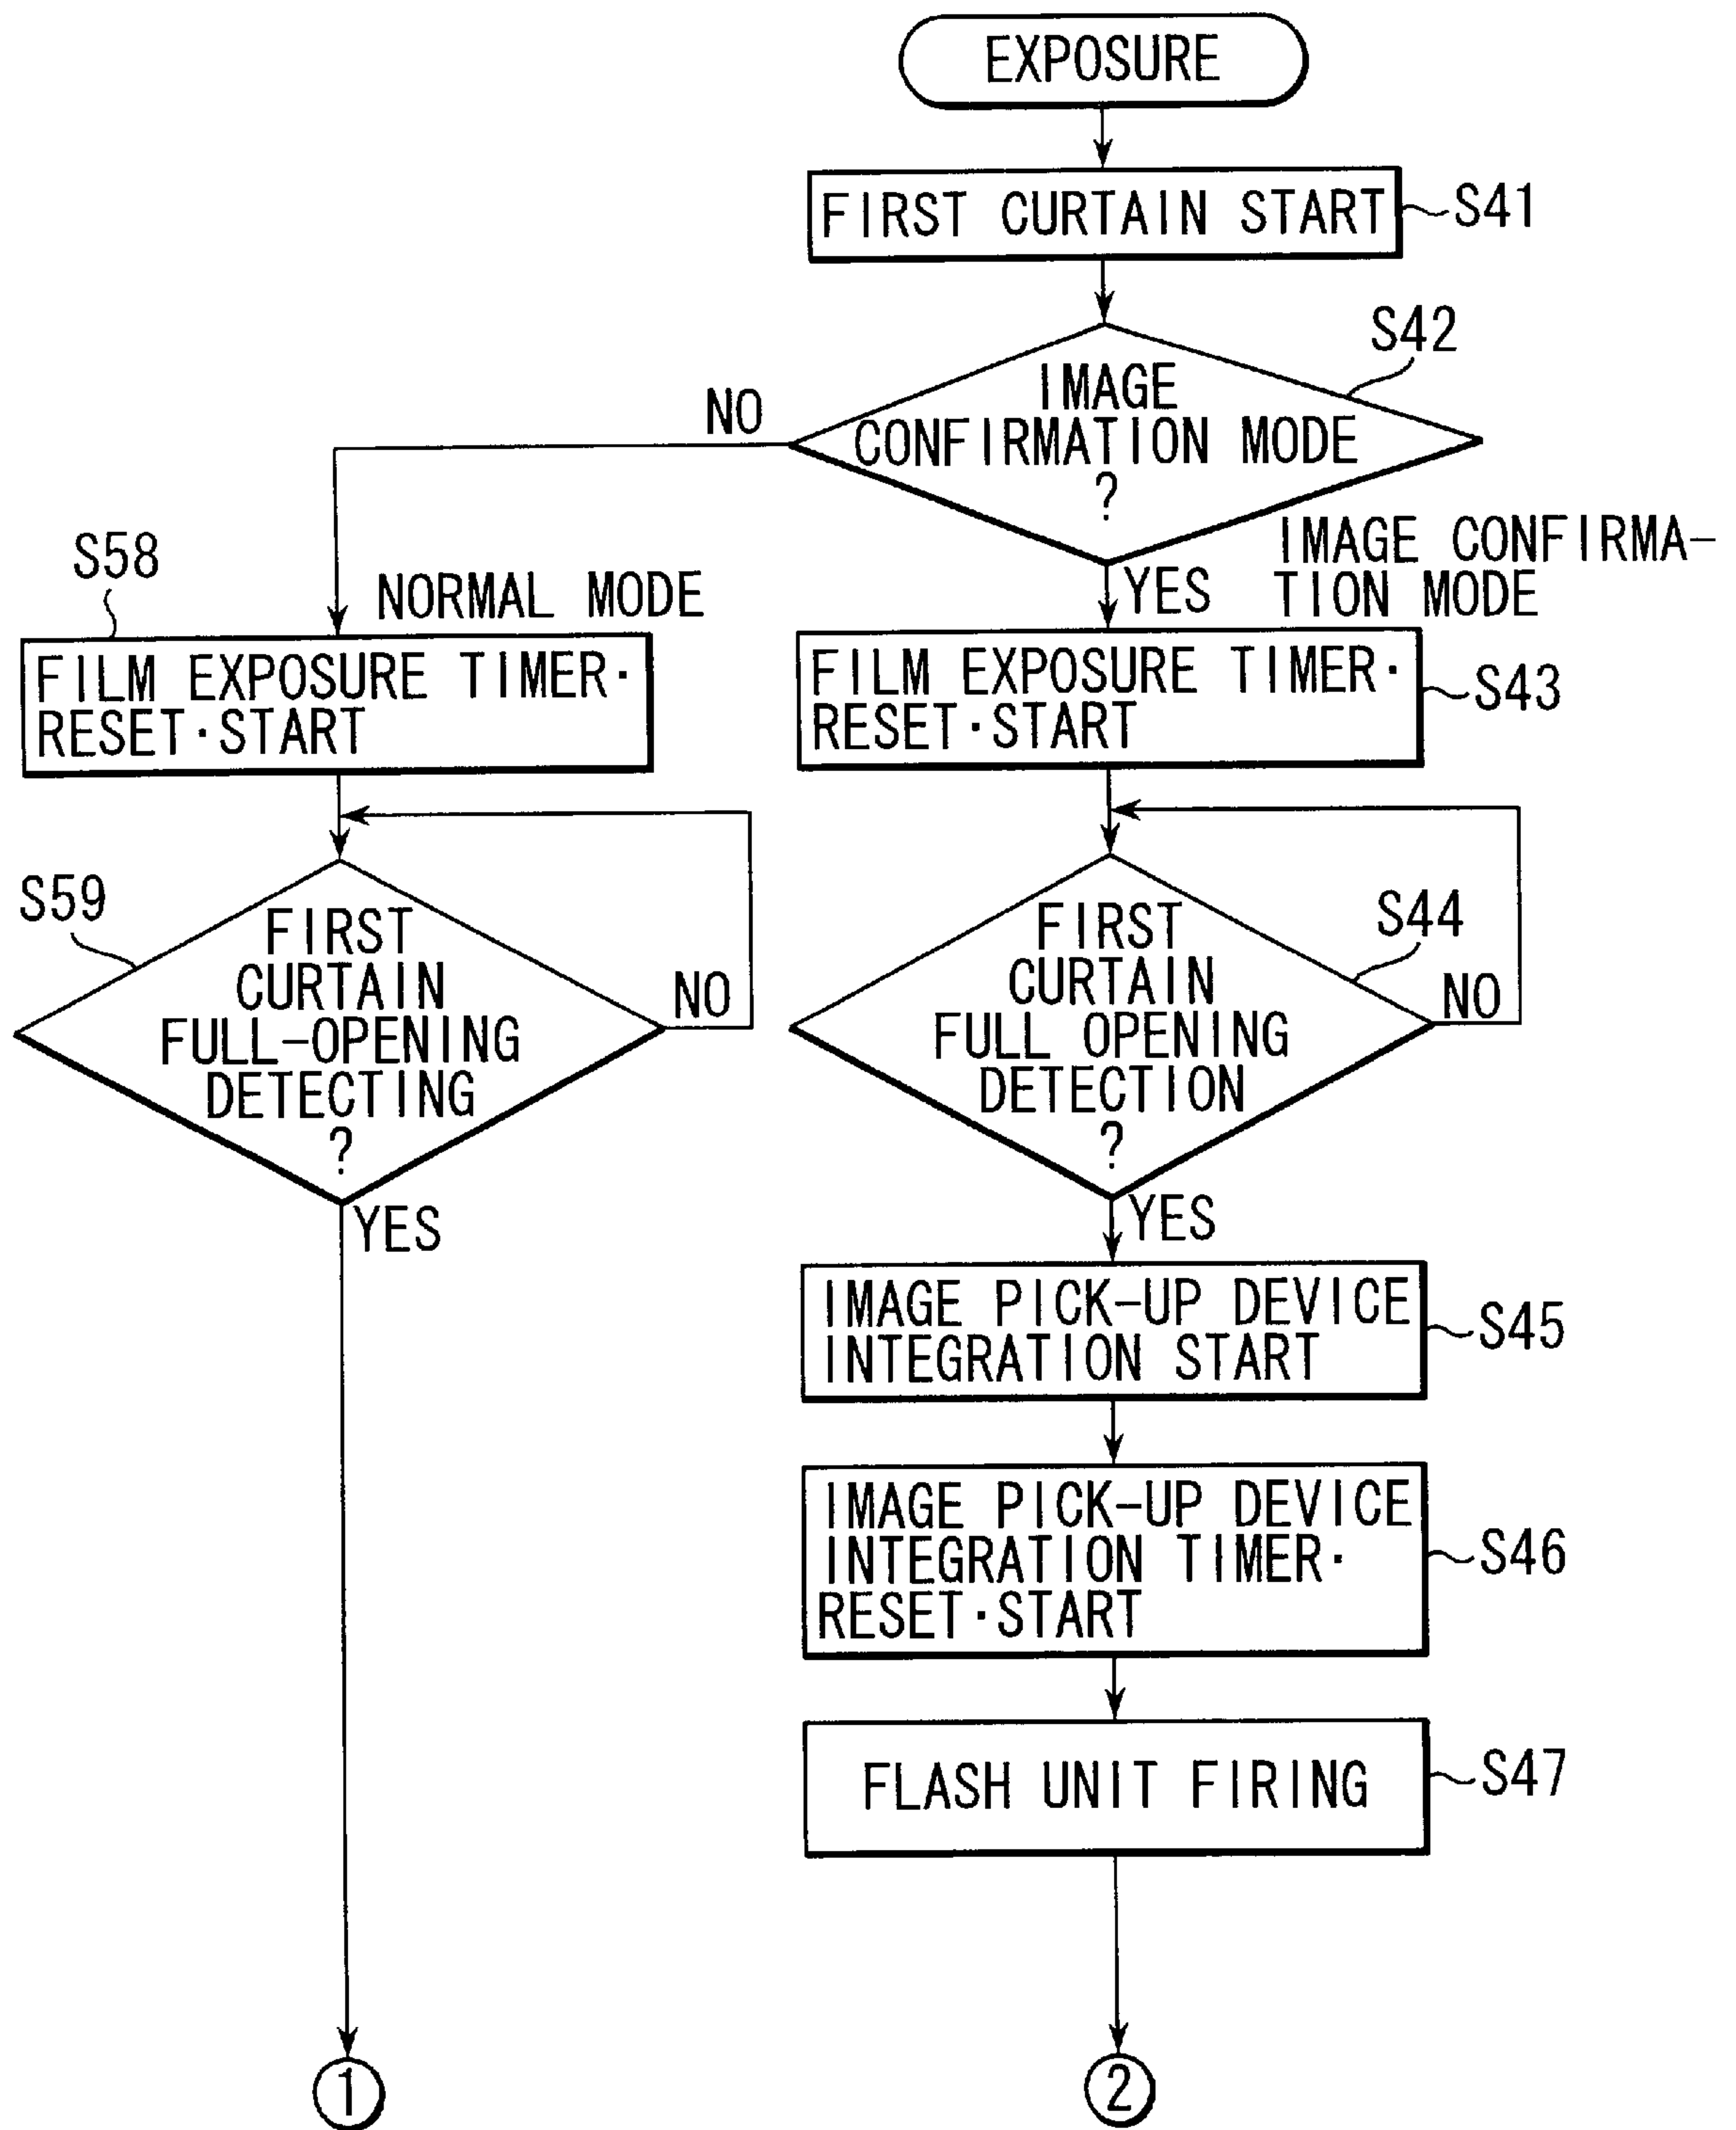 EXPOSURE
FIRST CURTAIN START
S41
S42
IMAGE
CONFIRMATION MODE
?
NO
YES
IMAGE CONFIRMA-
TION MODE
NORMAL MODE
S58
FILM EXPOSURE TIMER·
RESET·START
FILM EXPOSURE TIMER·
RESET·START
S43
S59
FIRST
CURTAIN
FULL-OPENING
DETECTING
?
NO
YES
S44
FIRST
CURTAIN
FULL OPENING
DETECTION
?
NO
YES
IMAGE PICK-UP DEVICE
INTEGRATION START
S45
IMAGE PICK-UP DEVICE
INTEGRATION TIMER·
RESET·START
S46
FLASH UNIT FIRING
S47
1
2